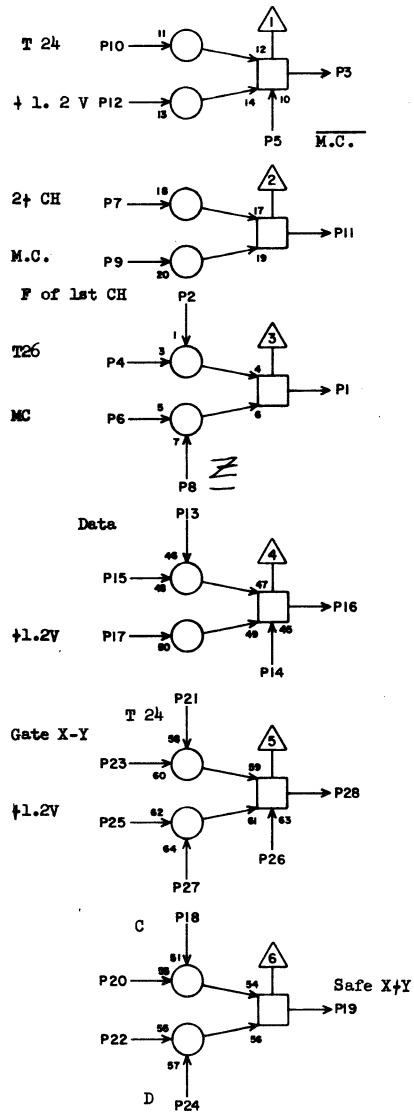 1
T 24 P10 11 12 P3
+ 1. 2 V P12 13 14 10
P5 M.C.
2
2+ CH P7 18 17 P11
M.C. P9 20 19
F of 1st CH P2
1 3
T26 P4 3 4 P1
MC P6 5 6
7
P8
P13
Data
46 4
P15 48 47 P16
+1.2V P17 50 49 45
P14
P21
T 24
Gate X-Y 58 5
P23 60 59 P28
+1.2V P25 62 61 63
64
P27 P26
P18
C
51 6
P20 55 54 Safe X+Y
P19
P22 56 56
57
D P24